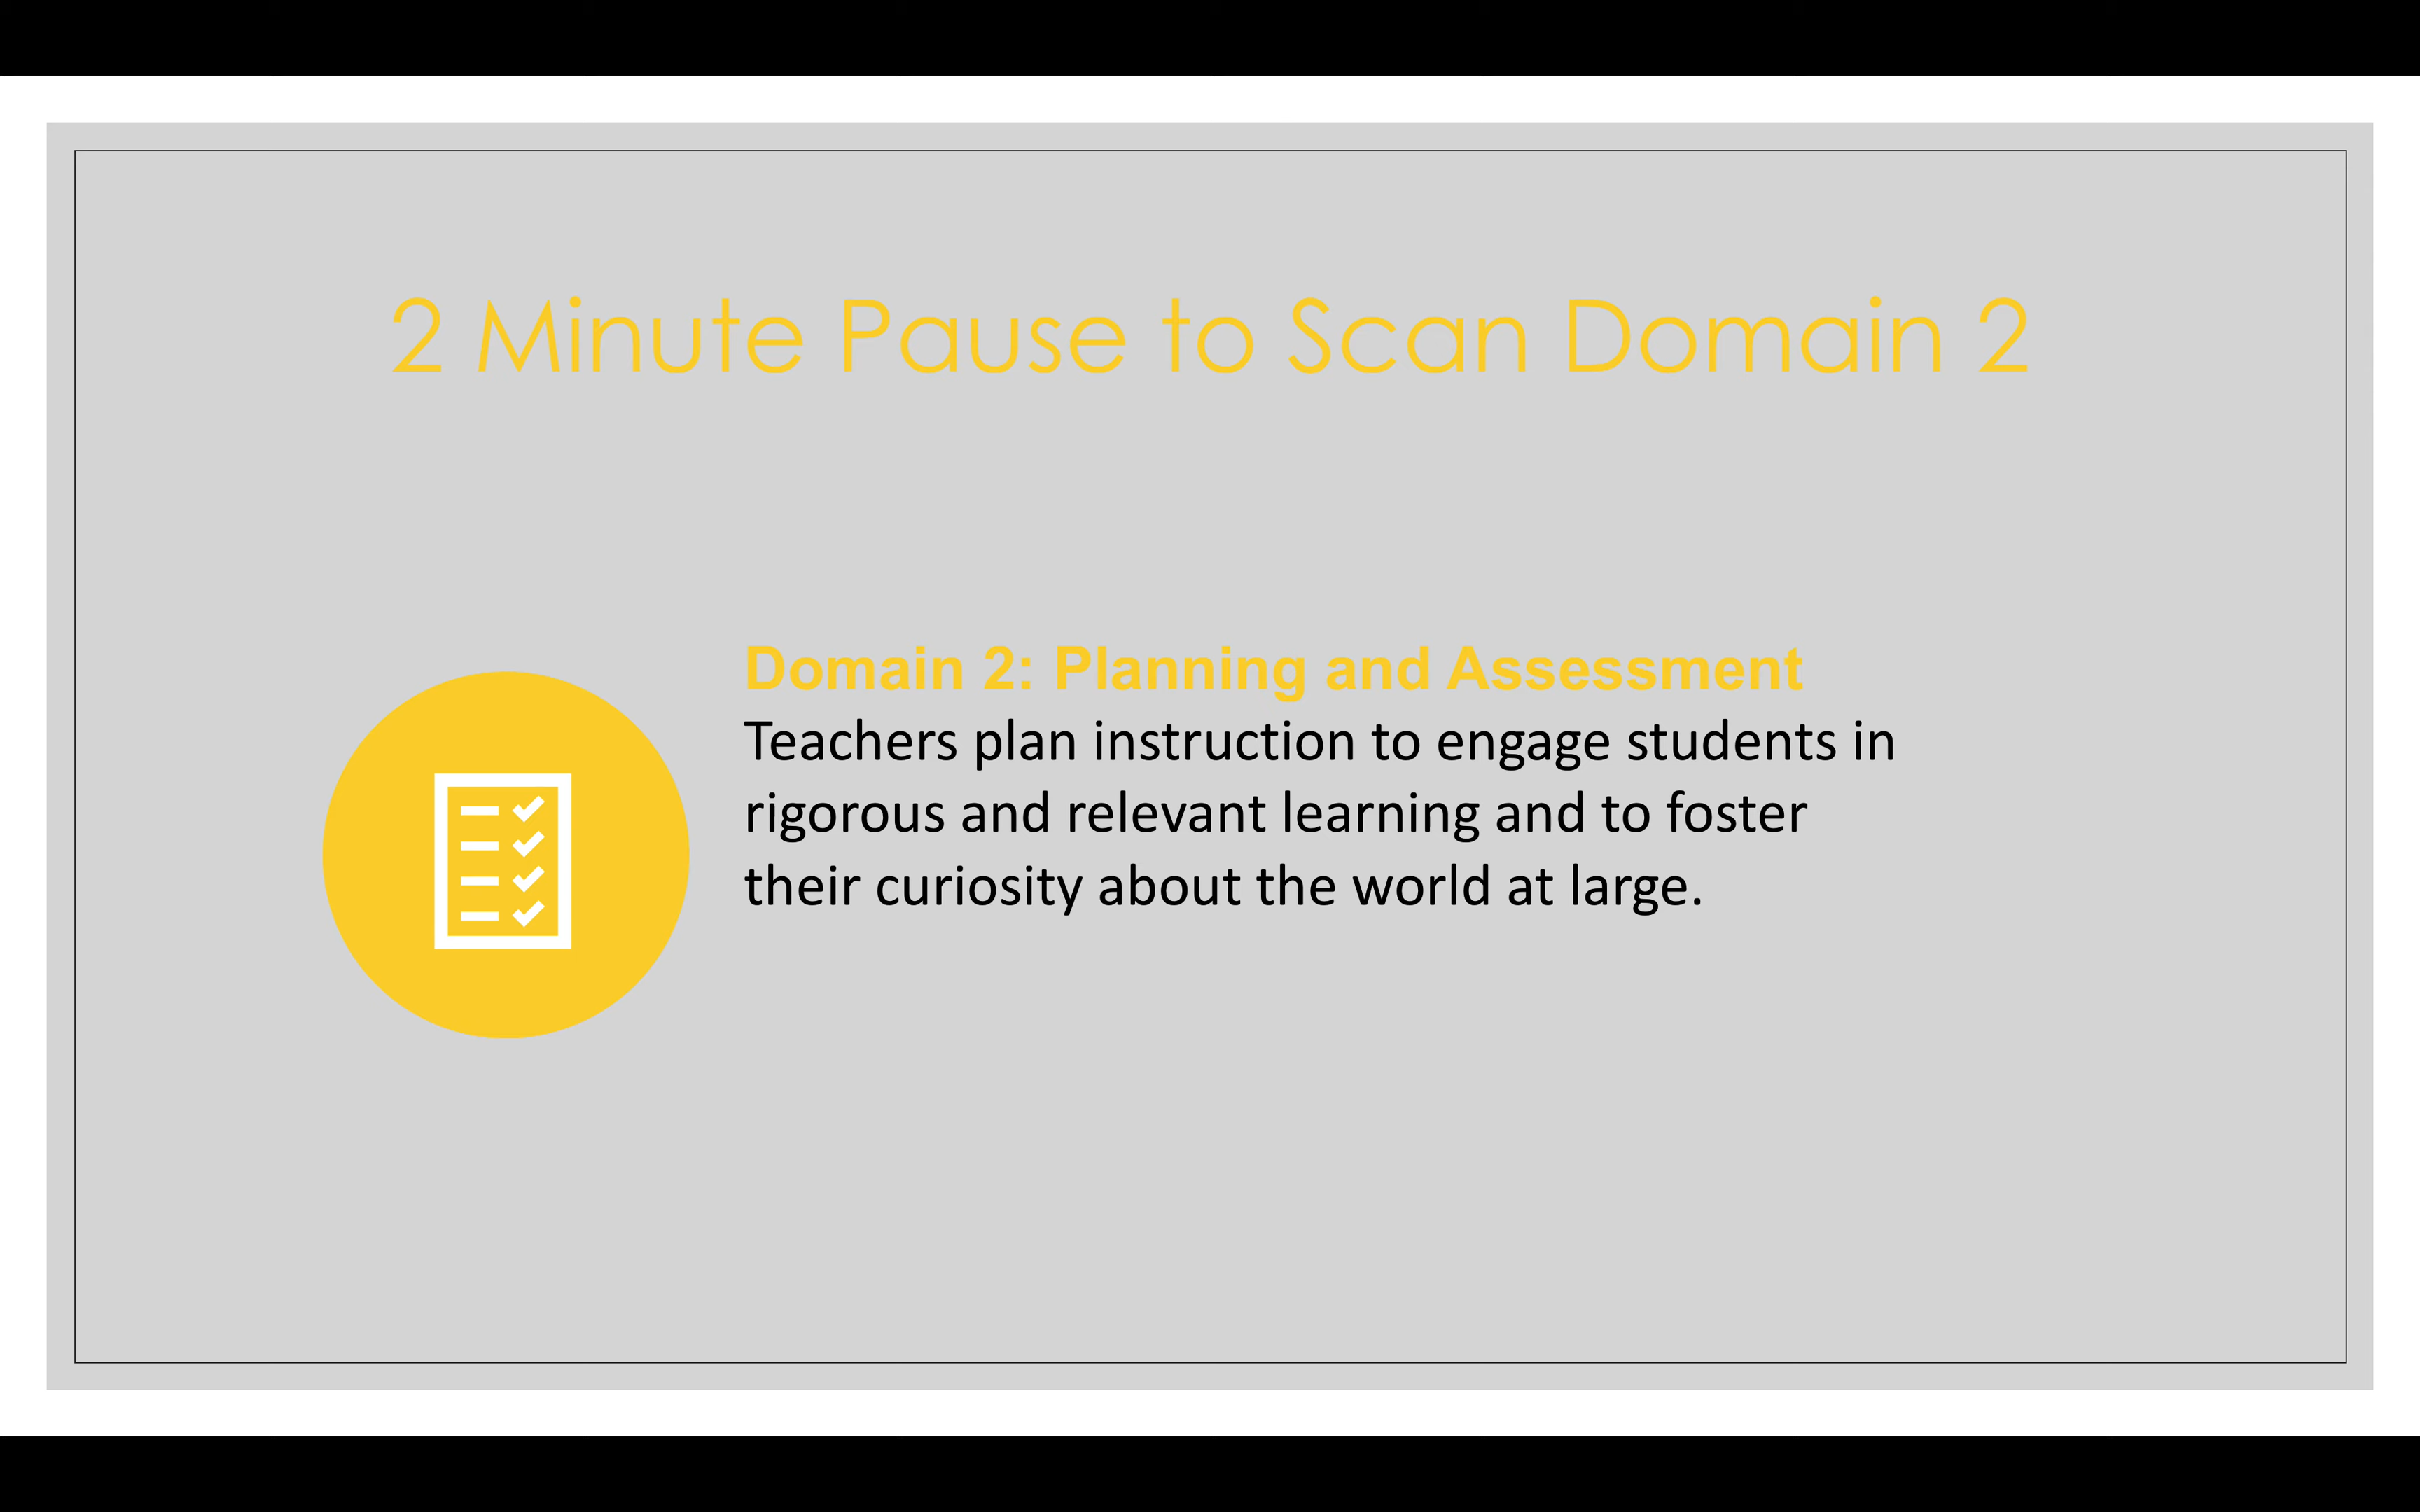 2 Minute Pause to Scan Domain 2
Domain 2: Planning and Assessment
Teachers plan instruction to engage students in
rigorous and relevant learning and to foster
their curiosity about the world at large.